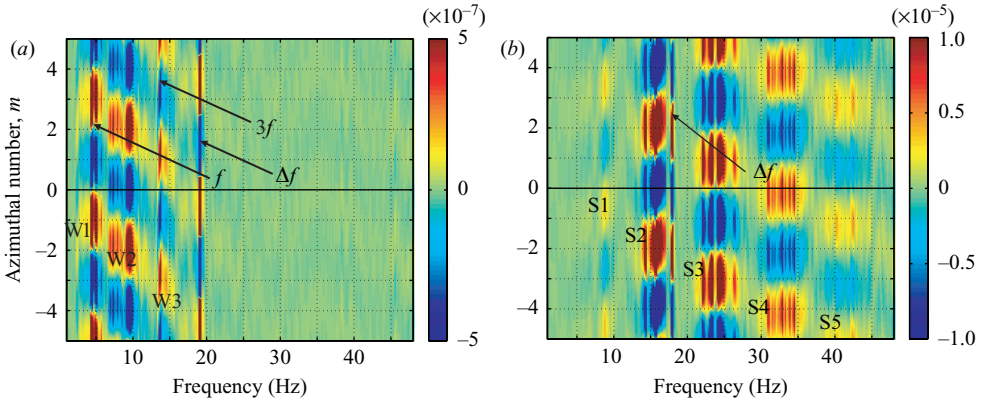 (×10−7)
(a)
5
0
−5
Azimuthal number, m
4
2
0
−2
−4
3f
Δf
f
W1
W2
W3
10
20
30
40
Frequency (Hz)
(×10−5)
(b)
1.0
0.5
0
−0.5
−1.0
4
2
0
−2
−4
Δf
S1
S2
S3
S4
S5
10
20
30
40
Frequency (Hz)